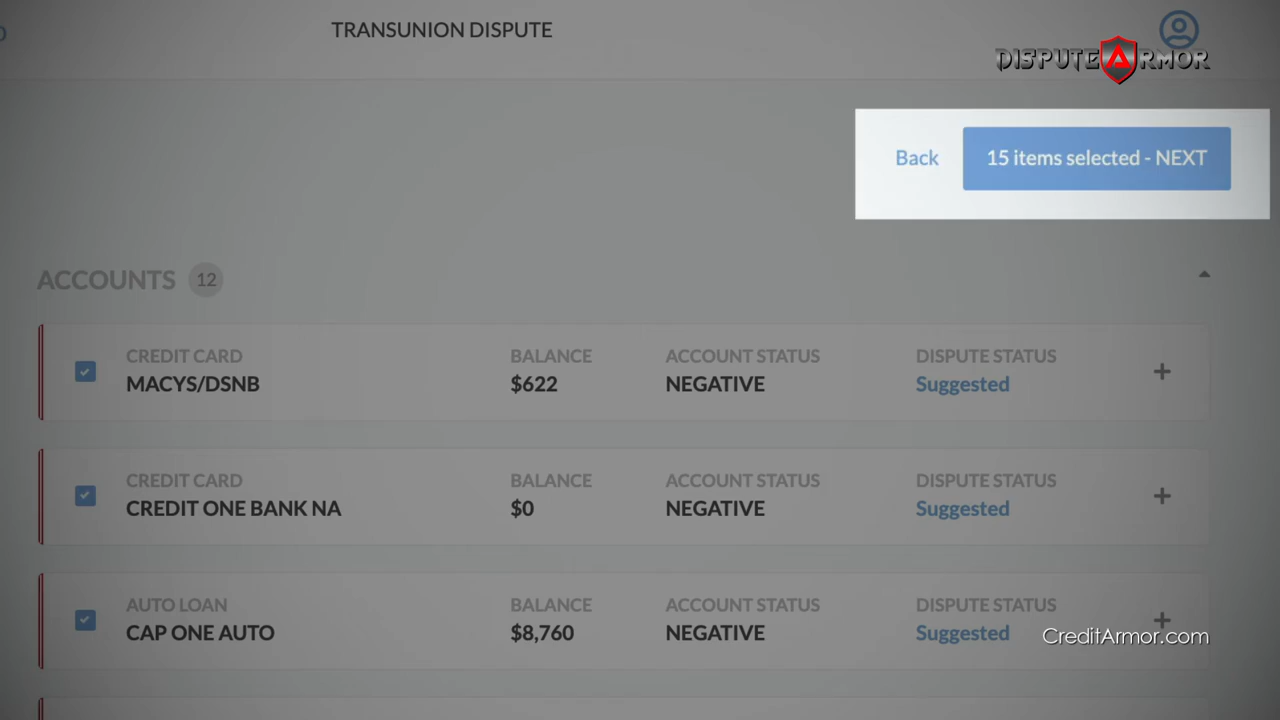 TRANSUNION DISPUTE
DISPUTE ARMOR
Back
15 items selected - NEXT
ACCOUNTS 12
CREDIT CARD BALANCE ACCOUNT STATUS DISPUTE STATUS
MACYS/DSNB $622 NEGATIVE Suggested
CREDIT CARD BALANCE ACCOUNT STATUS DISPUTE STATUS
CREDIT ONE BANK NA $0 NEGATIVE Suggested
AUTO LOAN BALANCE ACCOUNT STATUS DISPUTE STATUS
CAP ONE AUTO $8,760 NEGATIVE Suggested
CreditArmor.com